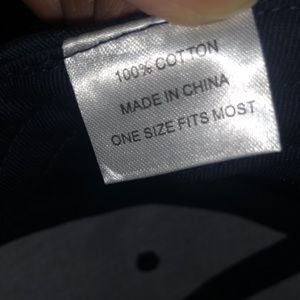 100% COTTON
MADE IN CHINA
ONE SIZE FITS MOST